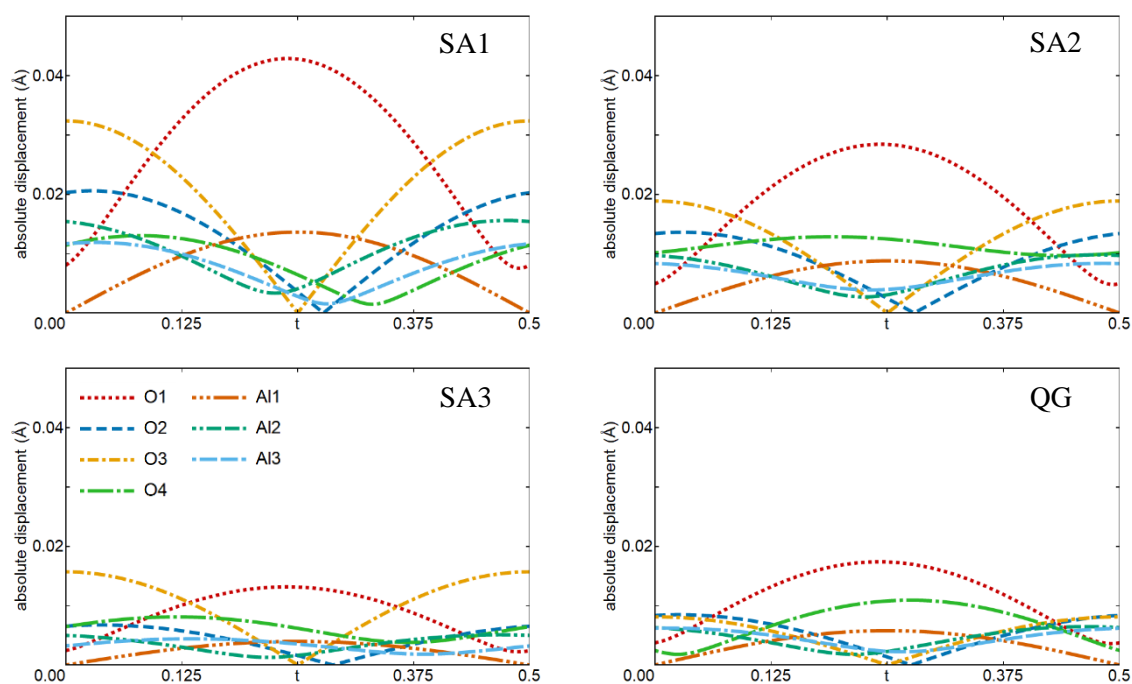 SA1
absolute displacement (Å)
0.04
0.02
0.00
0.125
t
0.375
0.5
SA2
absolute displacement (Å)
0.04
0.02
0.00
0.125
t
0.375
0.5
SA3
absolute displacement (Å)
0.04
0.02
0.00
0.125
t
0.375
0.5
O1
Al1
O2
Al2
O3
Al3
O4
QG
absolute displacement (Å)
0.04
0.02
0.00
0.125
t
0.375
0.5